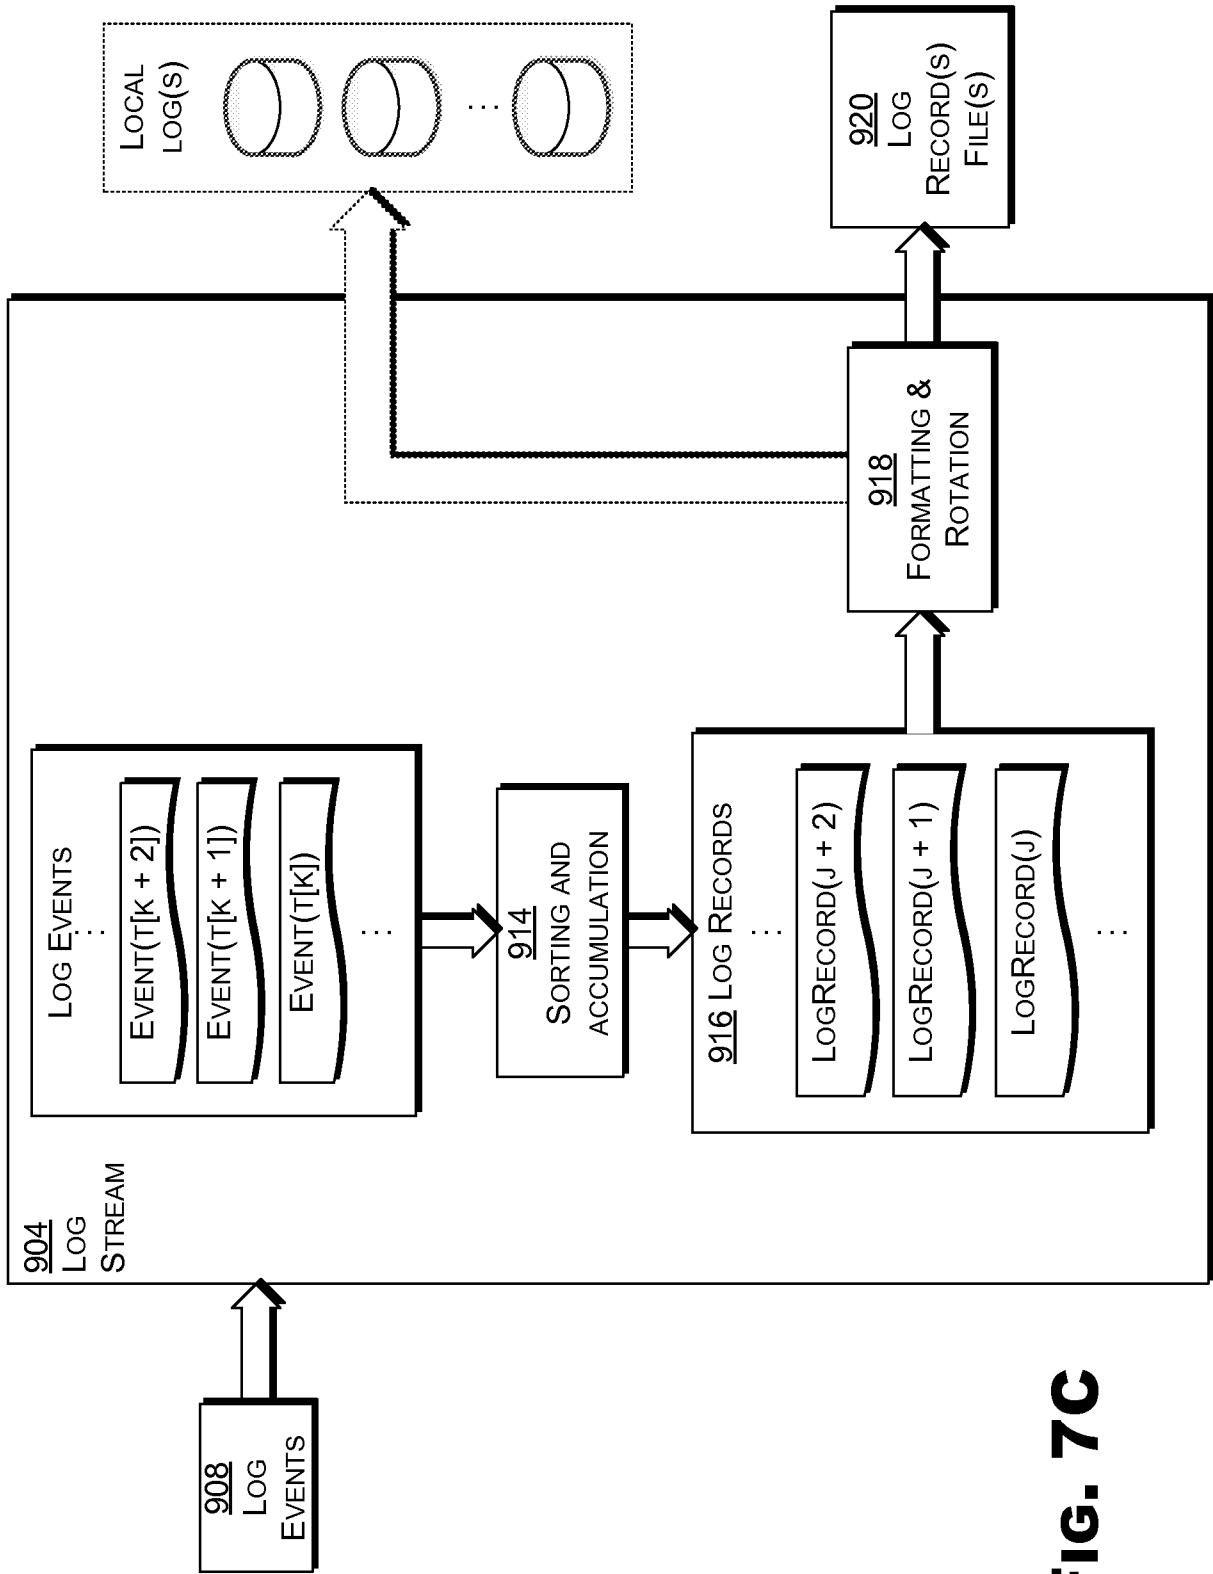 908
LOG
EVENTS
904
LOG
STREAM
LOG EVENTS
...
EVENT(T[K + 2])
EVENT(T[K + 1])
EVENT(T[K])
...
914
SORTING AND
ACCUMULATION
916 LOG RECORDS
...
LOGRECORD(J + 2)
LOGRECORD(J + 1)
LOGRECORD(J)
...
918
FORMATTING &
ROTATION
LOCAL
LOG(S)
...
920
LOG
RECORD(S)
FILE(S)
FIG. 7C